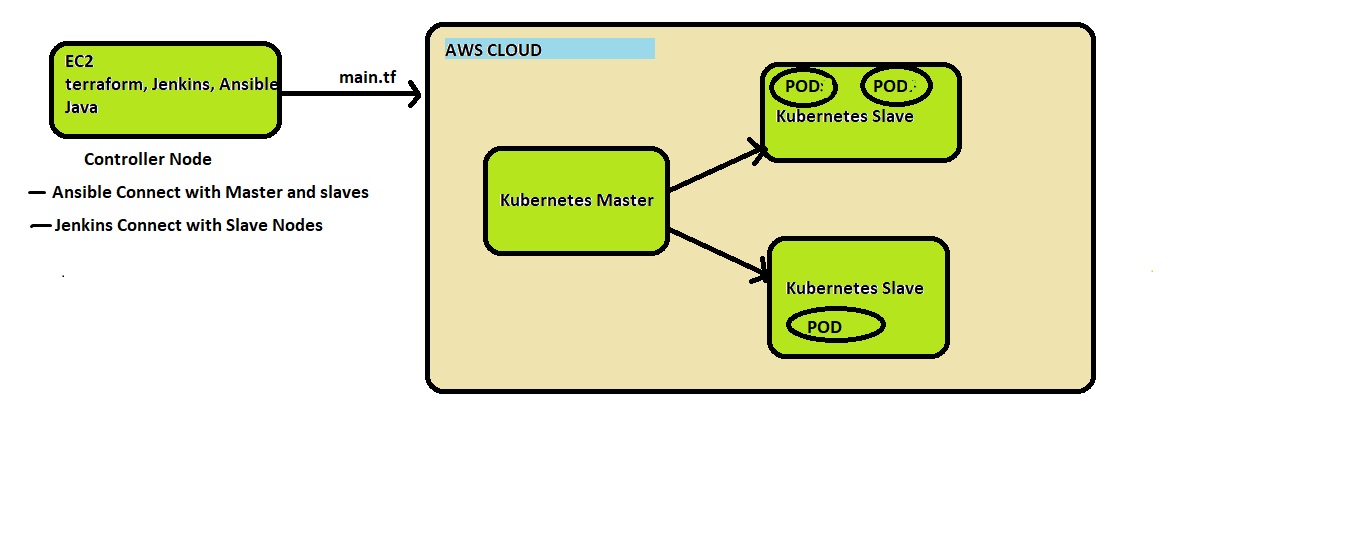 EC2
terraform, Jenkins, Ansible
Java
Controller Node
Ansible Connect with Master and slaves
Jenkins Connect with Slave Nodes
main.tf
AWS CLOUD
Kubernetes Master
POD:
POD:
Kubernetes Slave
Kubernetes Slave
POD